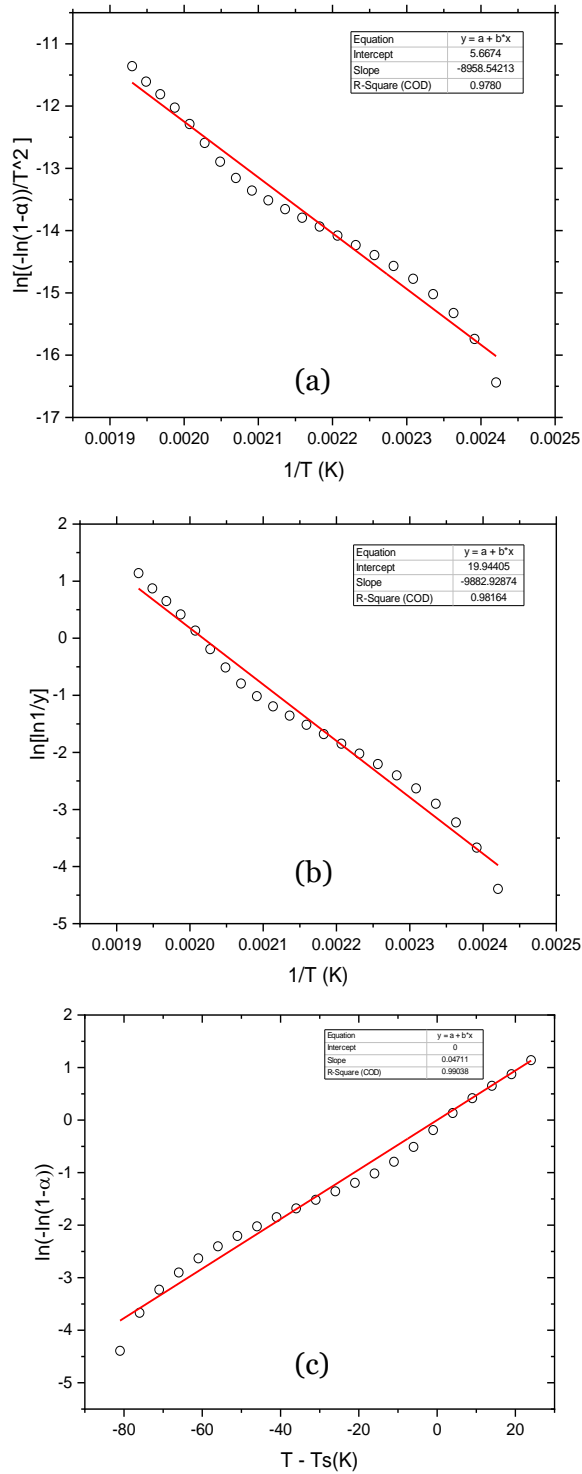 Equation y = a + b*x
Intercept 5.6674
Slope -8958.54213
R-Square (COD) 0.9780
-11
-12
-13
-14
-15
-16
-17
ln[(-ln(1-α))/T^2 ]
(a)
0.0019 0.0020 0.0021 0.0022 0.0023 0.0024 0.0025
1/T (K)
Equation y = a + b*x
Intercept 19.94405
Slope -9882.92874
R-Square (COD) 0.98164
2
1
0
-1
-2
-3
-4
-5
ln[ln1/y]
(b)
0.0019 0.0020 0.0021 0.0022 0.0023 0.0024 0.0025
1/T (K)
Equation y = a + b*x
Intercept 0
Slope 0.04711
R-Square (COD) 0.99038
2
1
0
-1
-2
-3
-4
-5
ln(-ln(1-α))
(c)
-80 -60 -40 -20 0 20
T - Ts(K)